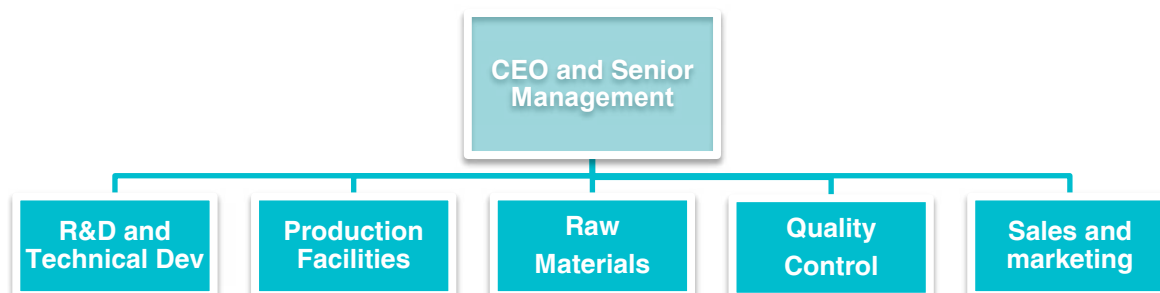 CEO and Senior
Management
R&D and
Technical Dev
Production
Facilities
Raw
Materials
Quality
Control
Sales and
marketing